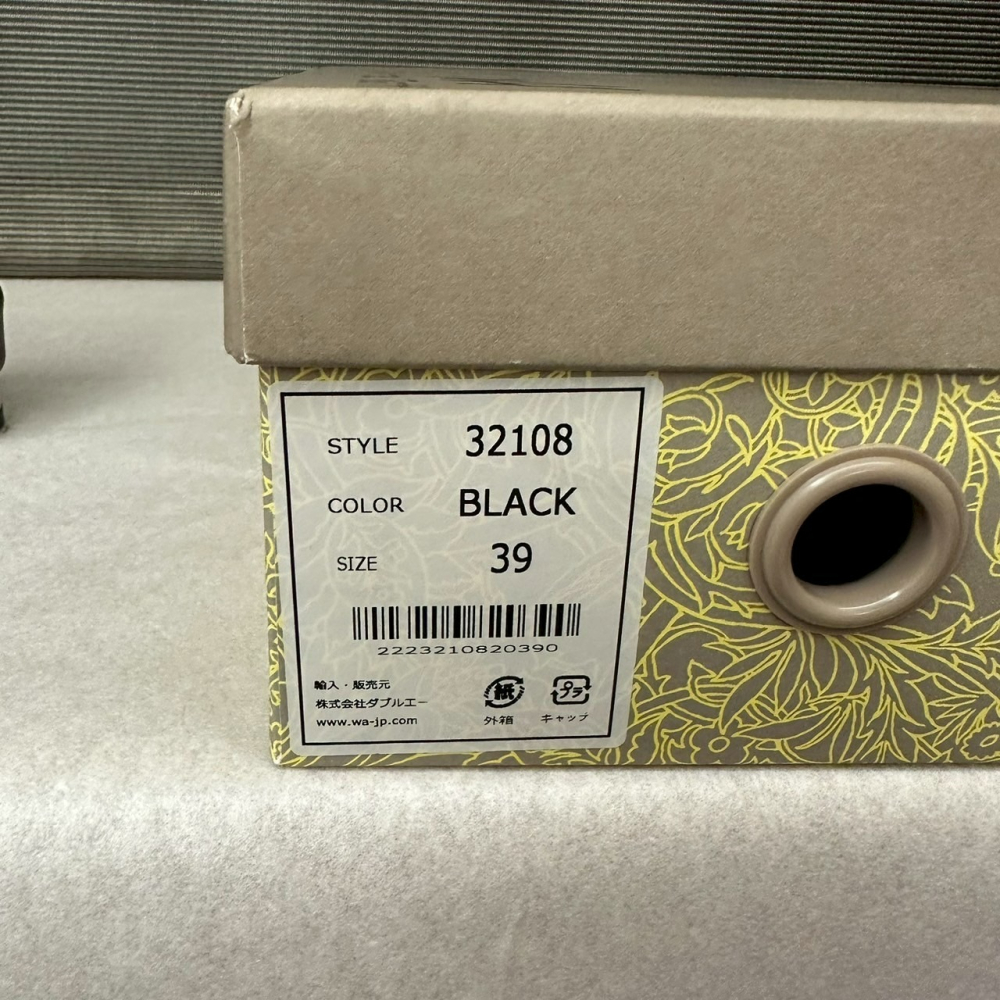 STYLE 32108
COLOR BLACK
SIZE 39
2223210820390
輸入・販売元
株式会社ダブルエー
www.wa-jp.com
紙
外箱
プラ
キャップ